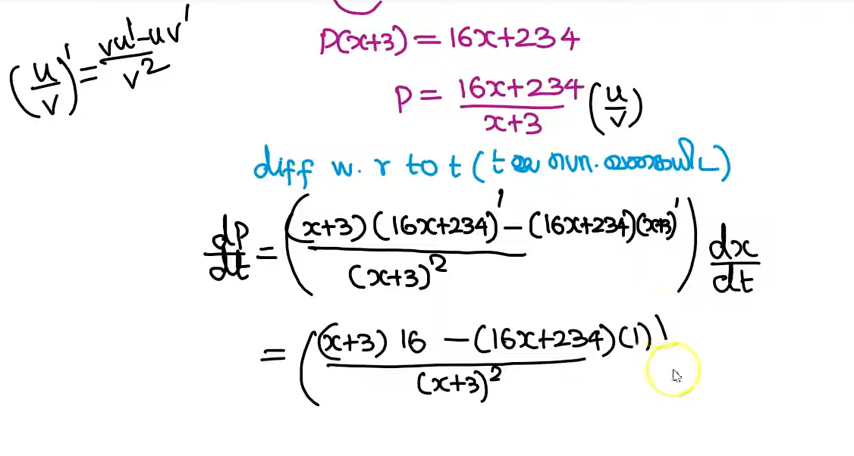 P(x+3) = 16x+234
(u/v)' = (vu'-uv')/v²
P = (16x+234)/(x+3) (u/v)
diff w.r to t (t
dP/dt = (((x+3)(16x+234)' - (16x+234)(x+3)')/(x+3)²) dx/dt
= (((x+3) 16 - (16x+234)(1))/(x+3)²